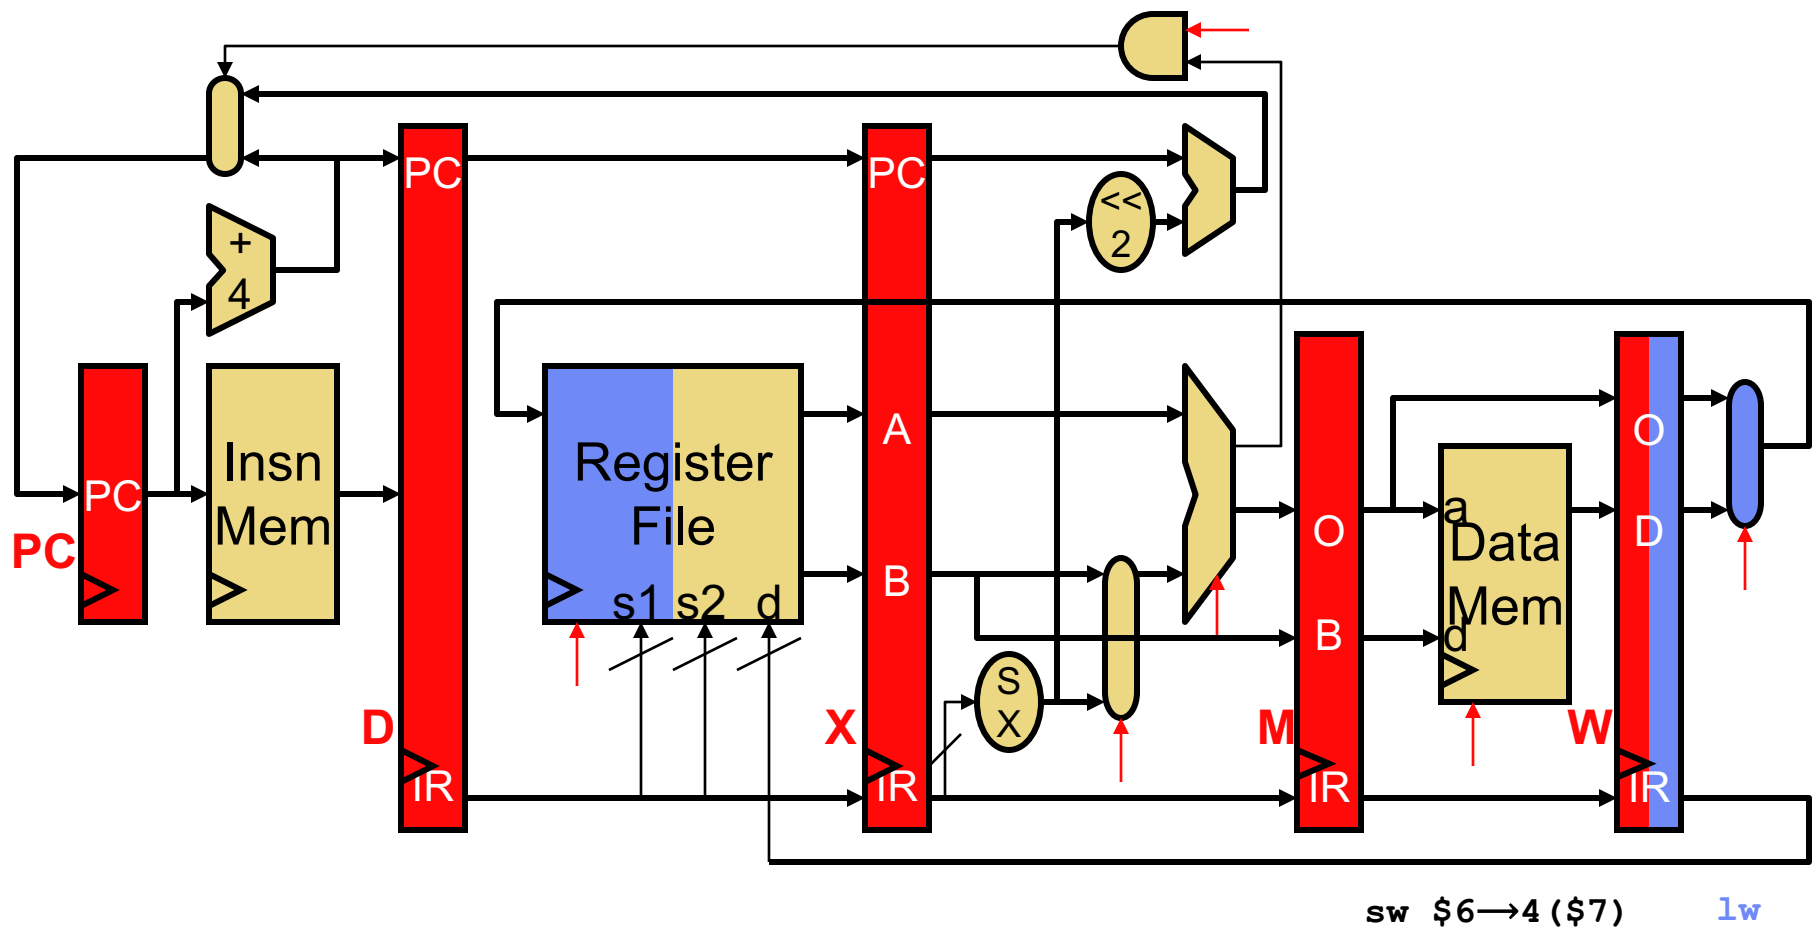 PC
PC
<<
2
+
4
A
O
Insn
Mem
Register
File
PC
PC
O
D
a
Data
Mem
d
B
B
s1 s2 d
S
X
D
X
M
W
IR
IR
IR
IR
sw $6→4($7)
lw